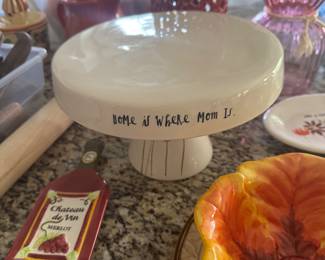 Home is Where Mom Is.
Chateau
de Vin
MERLOT